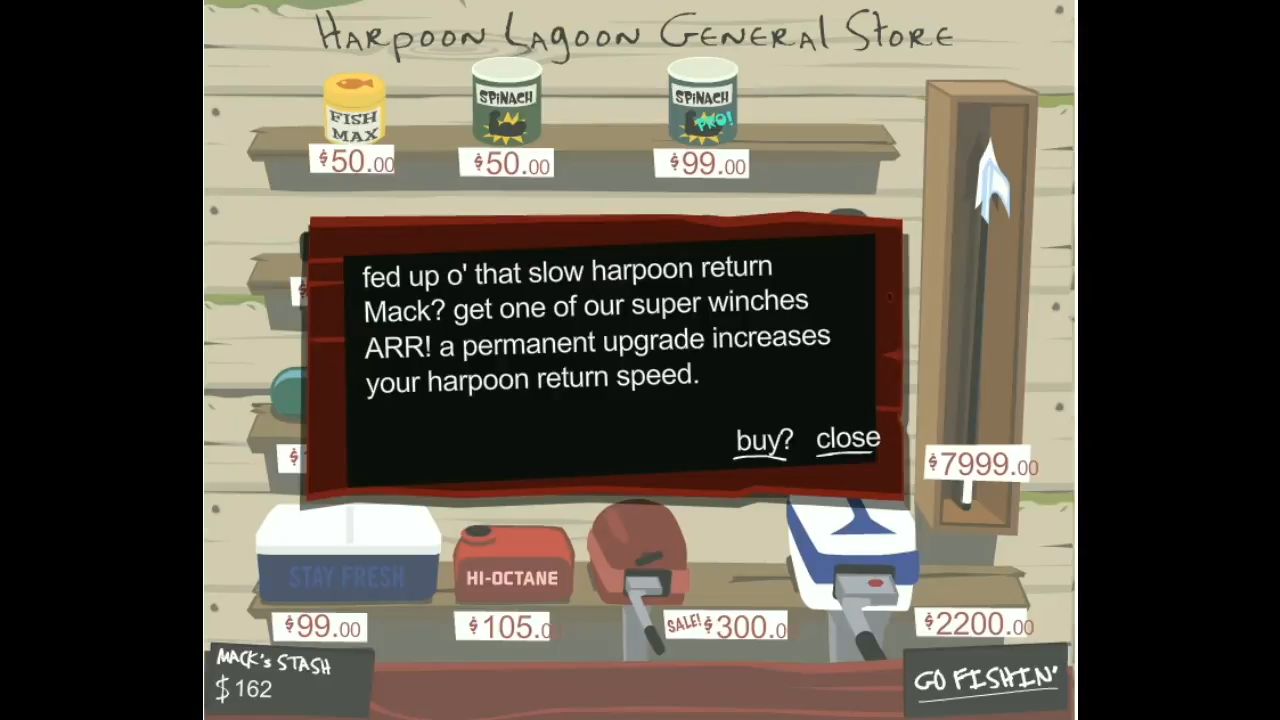 HARPOON LAGOON GENERAL STORE
FISH
MAX
SPINACH
SPINACH
PRO!
$50.00
$50.00
$99.00
fed up o' that slow harpoon return
Mack? get one of our super winches
ARR! a permanent upgrade increases
your harpoon return speed.
buy? close
$
$
$7999.00
STAY FRESH
HI-OCTANE
$99.00
$105.00
SALE! $300.00
$2200.00
MACK'S STASH
$162
GO FISHIN'